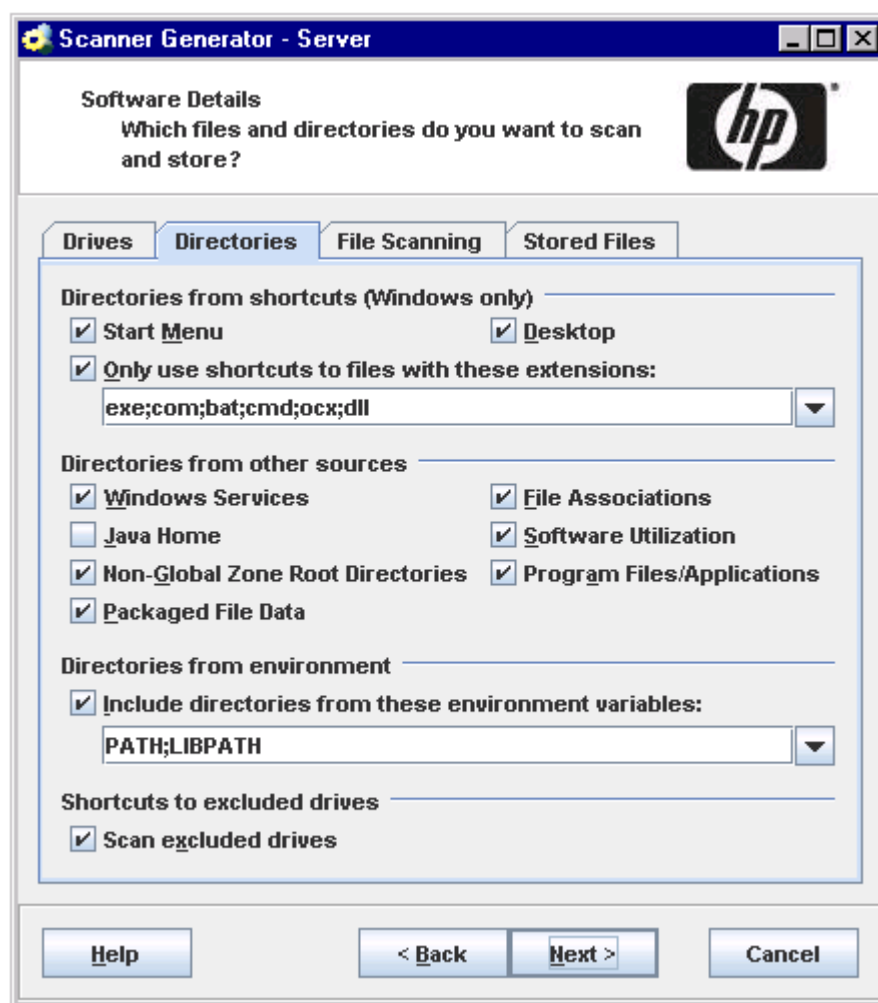 Scanner Generator - Server
Software Details
Which files and directories do you want to scan
and store?
hp
Drives
Directories
File Scanning
Stored Files
Directories from shortcuts (Windows only)
Start Menu
Desktop
Only use shortcuts to files with these extensions:
exe;com;bat;cmd;ocx;dll
Directories from other sources
Windows Services
File Associations
Java Home
Software Utilization
Non-Global Zone Root Directories
Program Files/Applications
Packaged File Data
Directories from environment
Include directories from these environment variables:
PATH;LIBPATH
Shortcuts to excluded drives
Scan excluded drives
Help
< Back
Next >
Cancel